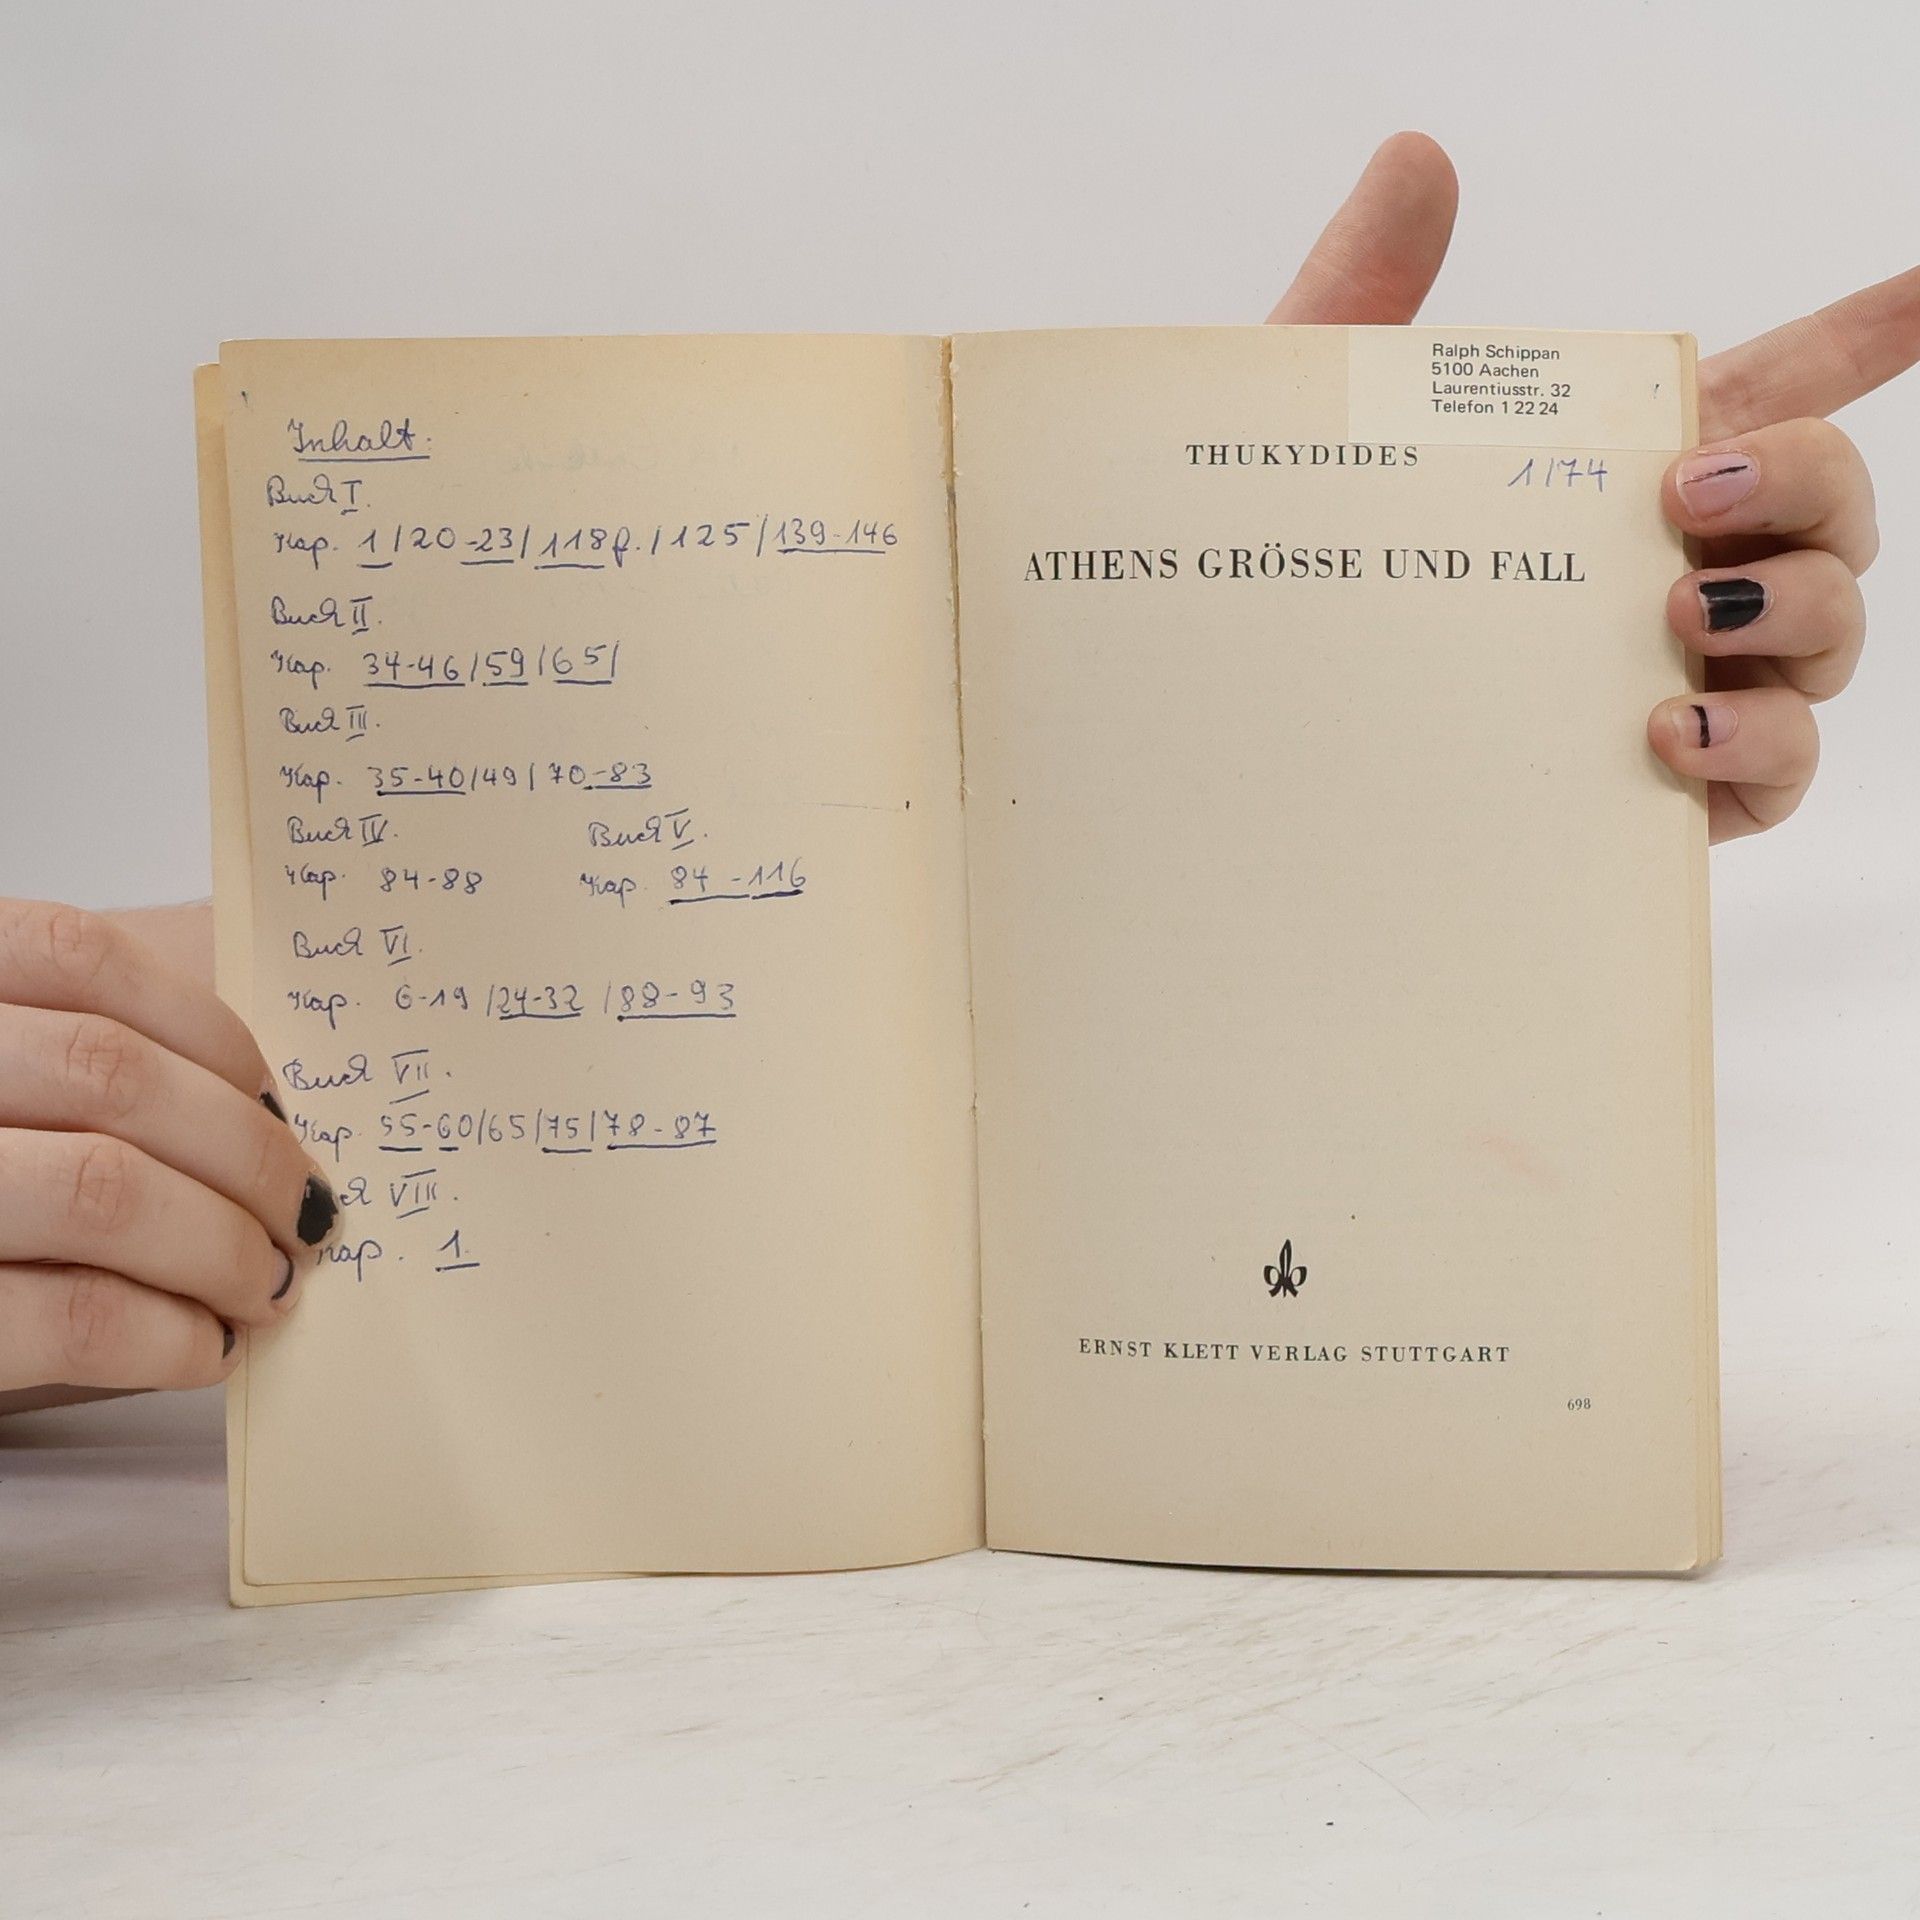 Inhalt:
Buch I.
Kap. 1/20-23/118f./125/139-146
Buch II.
Kap. 34-46/59/65/
Buch III.
Kap. 35-40/49/70-83
Buch IV. Buch V.
Kap. 84-88 Kap. 84-116
Buch VI.
Kap. 6-19/24-32/88-93
Buch VII.
Kap. 55-60/65/75/78-87
ch VIII.
Kap. 1.
Ralph Schippan
5100 Aachen
Laurentiusstr. 32
Telefon 1 22 24
THUKYDIDES
1/74
ATHENS GRÖSSE UND FALL
ERNST KLETT VERLAG STUTTGART
698